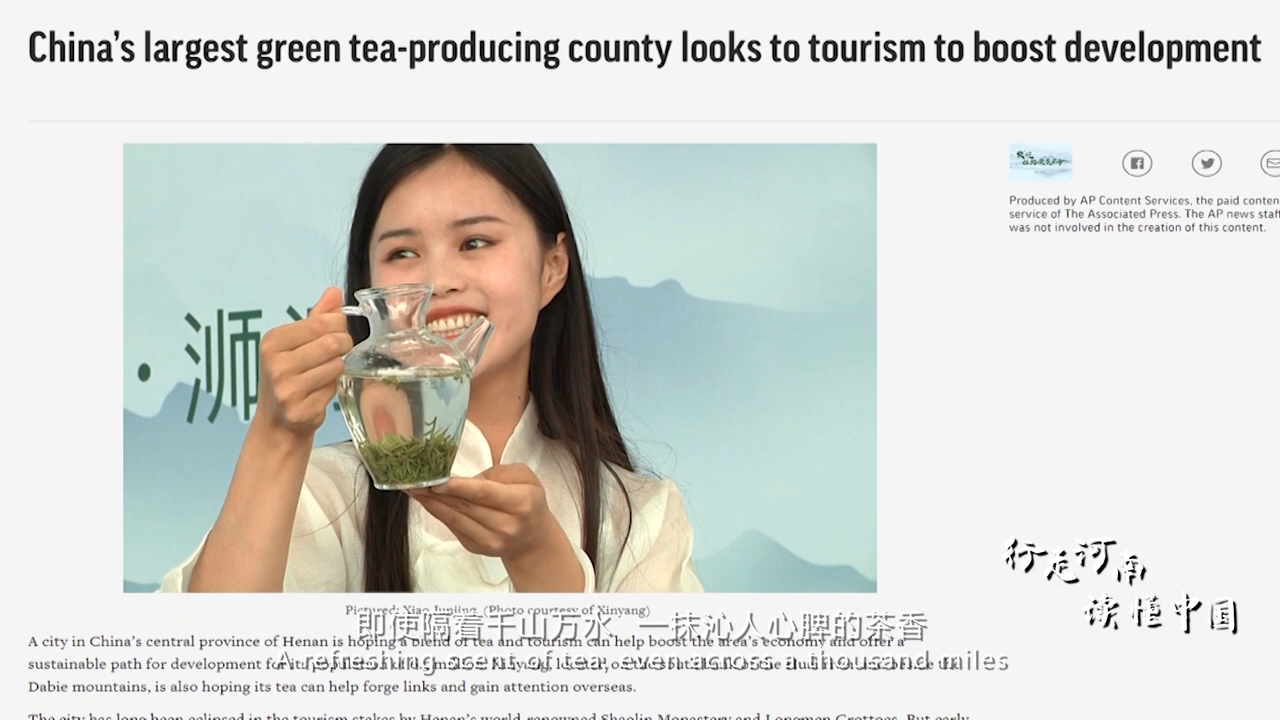 China's largest green tea-producing county looks to tourism to boost development
Produced by AP Content Services, the paid conten
service of The Associated Press. The AP news staf
was not involved in the creation of this content.
· 浉
行走河南
读懂中国
Pictured: Xiao Junjing. (Photo courtesy of Xinyang)
即使隔着千山万水 一抹沁人心脾的茶香
A city in China's central province of Henan is hoping a blend of tea and tourism can help boost the area's economy and offer a
sustainable path for development for its
A refreshing scent of tear, even across a thousand miles
Dabie mountains, is also hoping its tea can help forge links and gain attention overseas.
The city has long been eclipsed in the tourism stakes by Henan's world-renowned Shaolin Monastery and Longmen Grottoes. But early